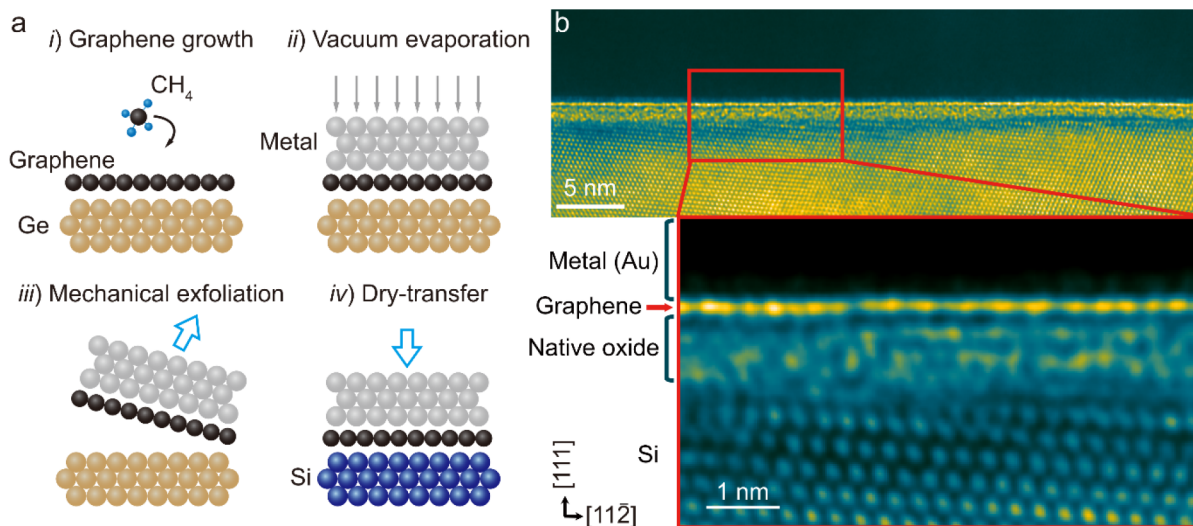 a
i) Graphene growth
CH4
Graphene
Ge
ii) Vacuum evaporation
Metal
iii) Mechanical exfoliation
iv) Dry-transfer
Si
b
5 nm
Metal (Au)
Graphene
Native oxide
Si
[111]
[112̄]
1 nm